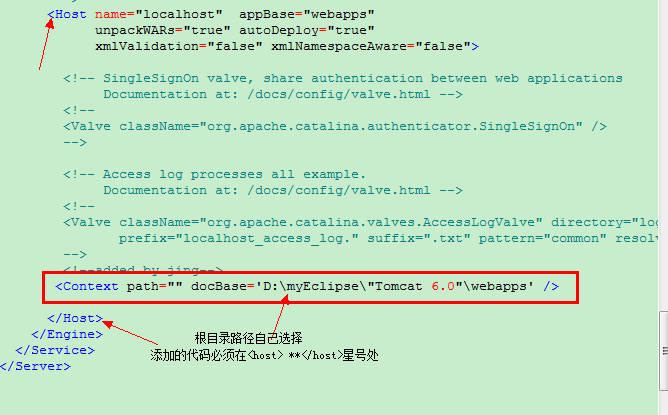 -->
<Host name="localhost"  appBase="webapps"
unpackWARs="true" autoDeploy="true"
xmlValidation="false" xmlNamespaceAware="false">
<!-- SingleSignOn valve, share authentication between web applications
Documentation at: /docs/config/valve.html -->
<!--
<Valve className="org.apache.catalina.authenticator.SingleSignOn" />
-->
<!-- Access log processes all example.
Documentation at: /docs/config/valve.html -->
<!--
<Valve className="org.apache.catalina.valves.AccessLogValve" directory="lo
prefix="localhost_access_log." suffix=".txt" pattern="common" resolv
-->
<!--added by jing-->
<Context path="" docBase='D:\myEclipse\"Tomcat 6.0"\webapps' />
</Host>
根目录路径自己选择
</Engine>
添加的代码必须在<host> **</host>星号处
</Service>
</Server>